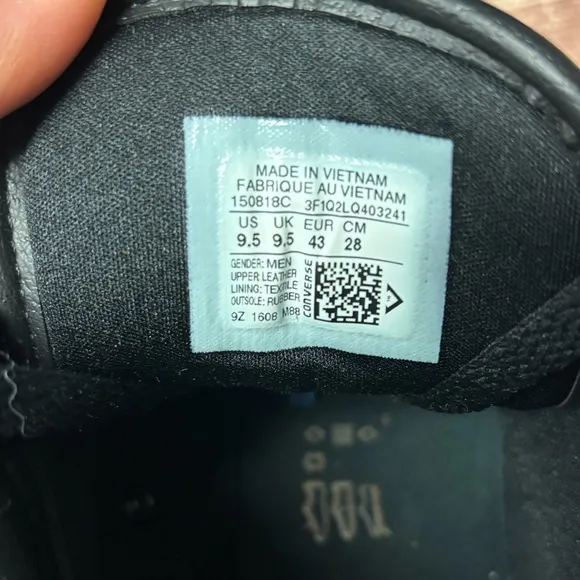 MADE IN VIETNAM
FABRIQUE AU VIETNAM
150818C 3F1Q2LQ403241
US UK EUR CM
9.5 9.5 43 28
GENDER: MEN
UPPER LEATHER
LINING: TEXTILE
OUTSOLE: RUBBER
9Z 1608 M88
CONVERSE